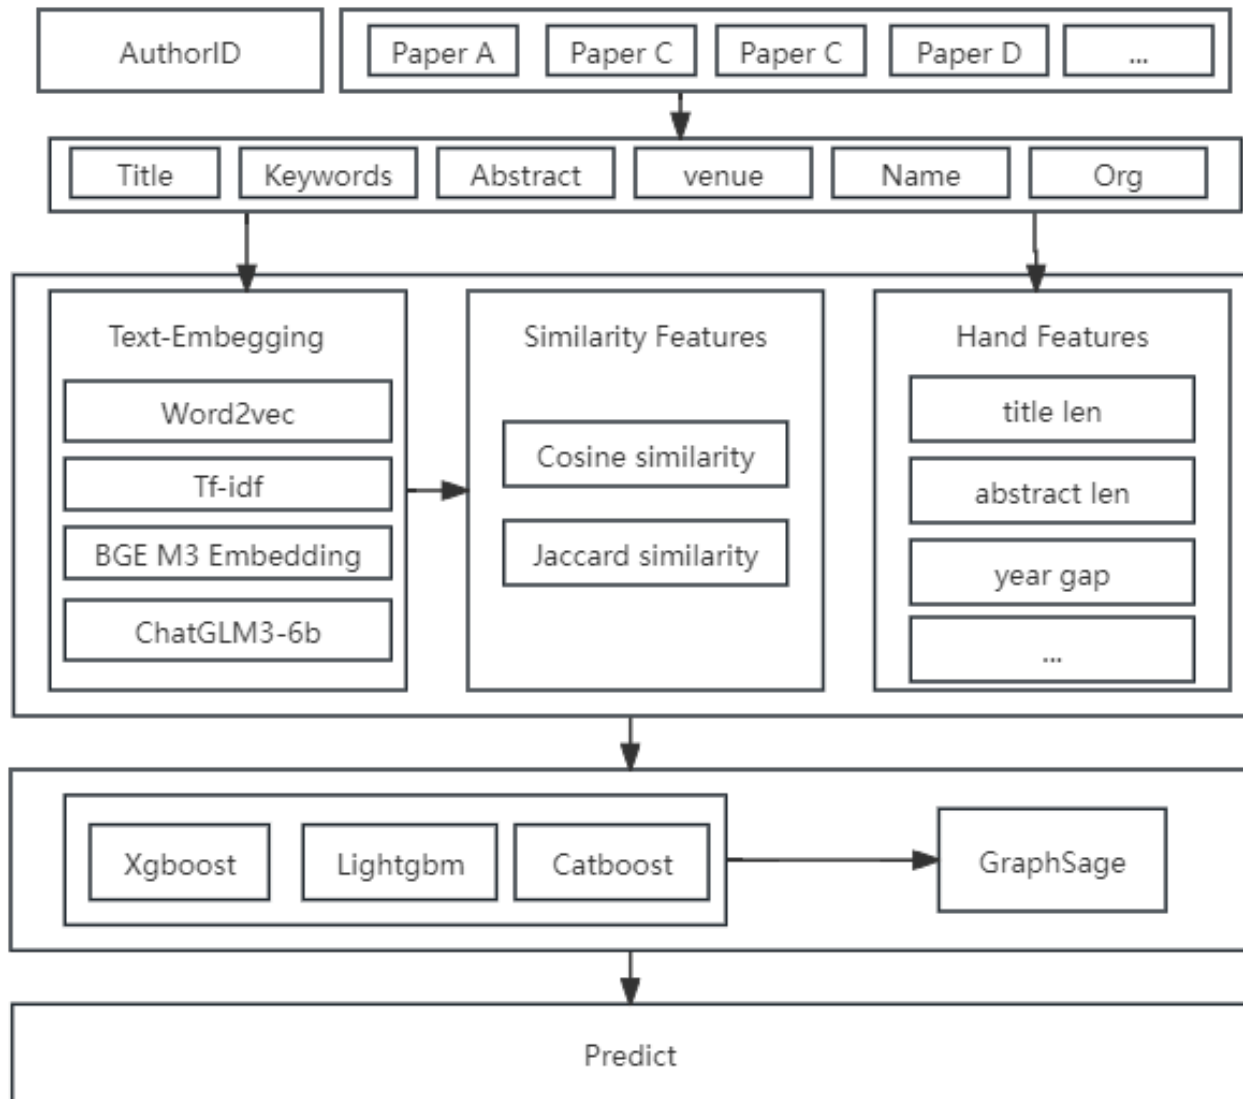 AuthorID
Paper A
Paper C
Paper C
Paper D
...
Title
Keywords
Abstract
venue
Name
Org
Text-Embegging
Word2vec
Tf-idf
BGE M3 Embedding
ChatGLM3-6b
Similarity Features
Cosine similarity
Jaccard similarity
Hand Features
title len
abstract len
year gap
...
Xgboost
Lightgbm
Catboost
GraphSage
Predict